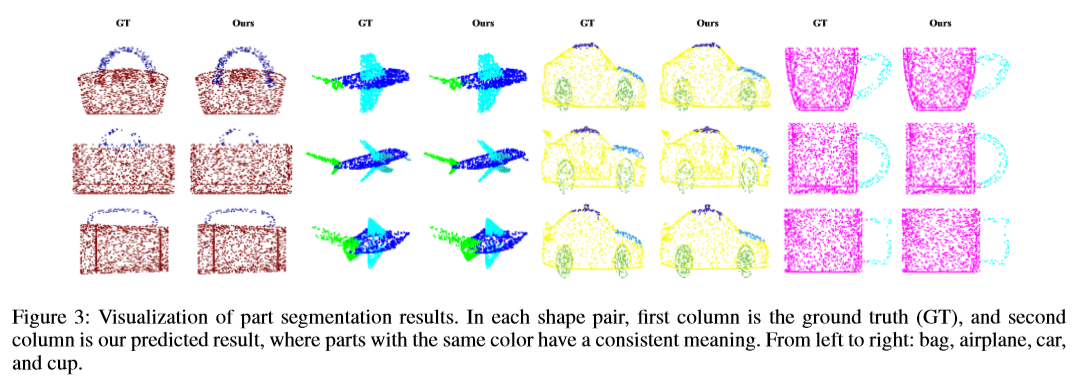 GT Ours GT Ours GT Ours GT Ours
Figure 3: Visualization of part segmentation results. In each shape pair, first column is the ground truth (GT), and second
column is our predicted result, where parts with the same color have a consistent meaning. From left to right: bag, airplane, car,
and cup.